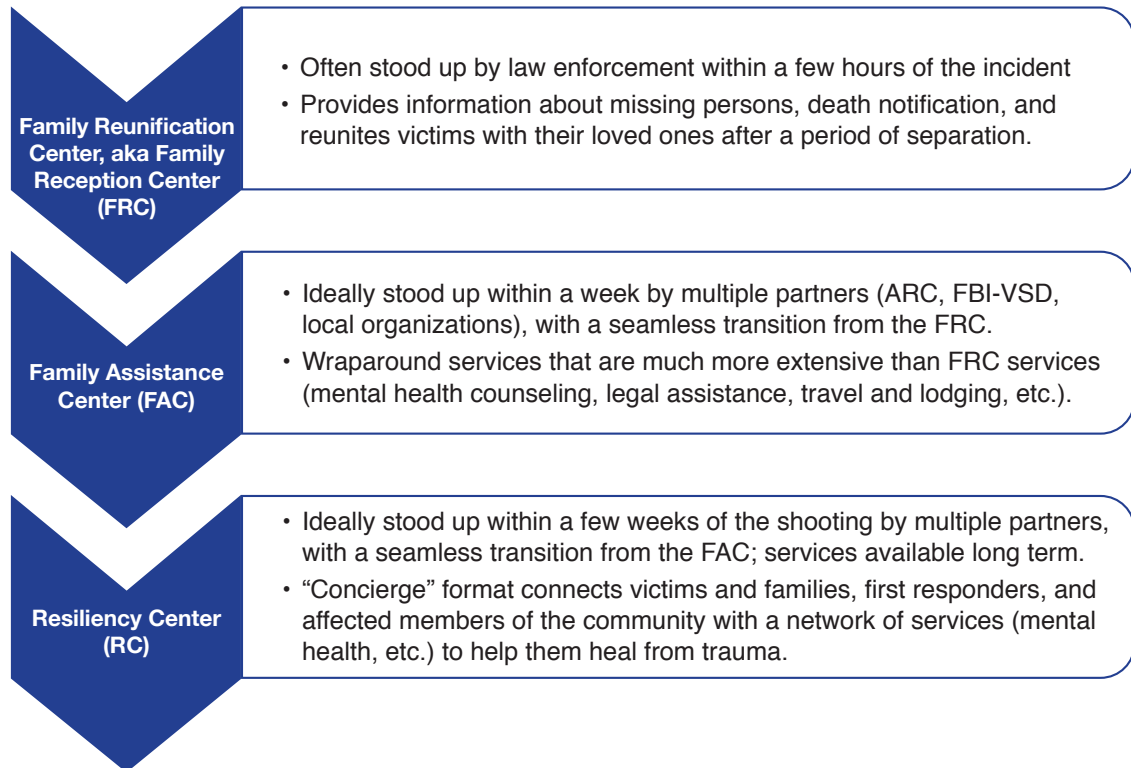 Family Reunification
Center, aka Family
Reception Center
(FRC)
• Often stood up by law enforcement within a few hours of the incident
• Provides information about missing persons, death notification, and
reunites victims with their loved ones after a period of separation.
Family Assistance
Center (FAC)
• Ideally stood up within a week by multiple partners (ARC, FBI-VSD,
local organizations), with a seamless transition from the FRC.
• Wraparound services that are much more extensive than FRC services
(mental health counseling, legal assistance, travel and lodging, etc.).
Resiliency Center
(RC)
• Ideally stood up within a few weeks of the shooting by multiple partners,
with a seamless transition from the FAC; services available long term.
• “Concierge” format connects victims and families, first responders, and
affected members of the community with a network of services (mental
health, etc.) to help them heal from trauma.